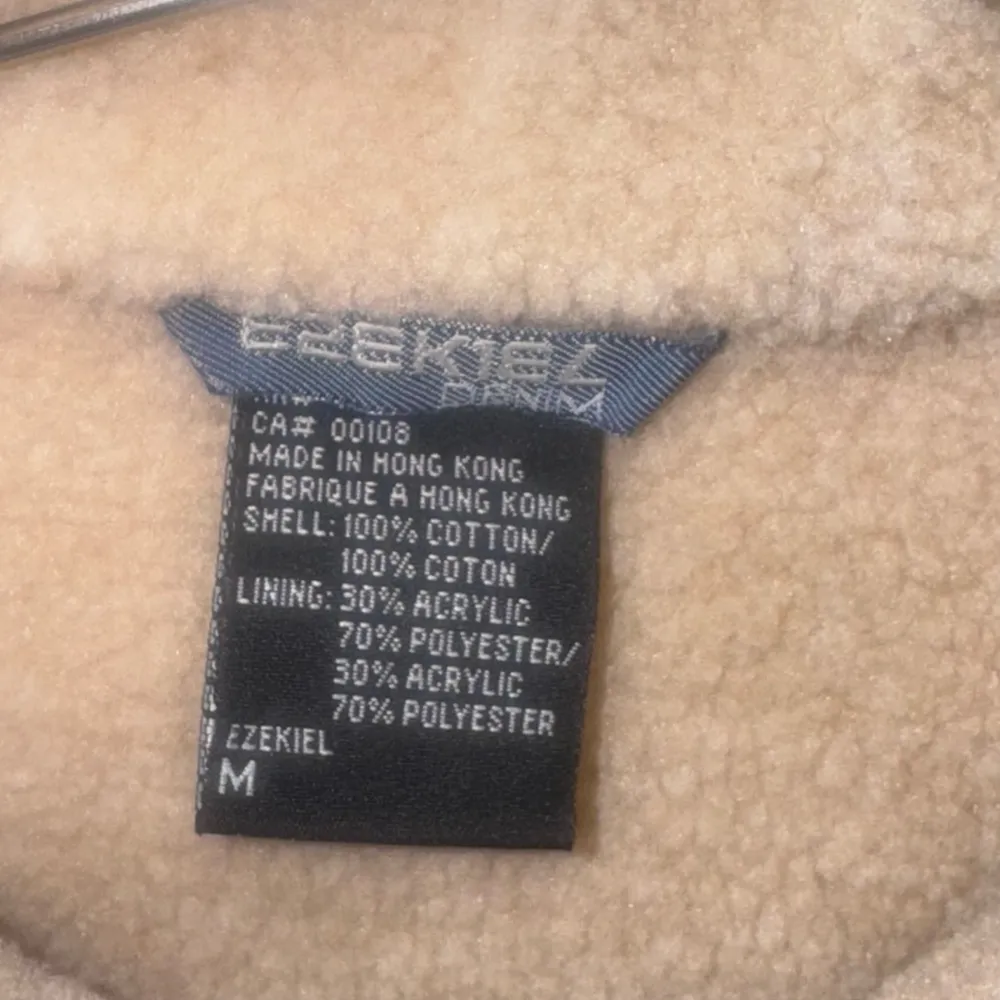 EZEKIEL
DENIM
CA# 00108
MADE IN HONG KONG
FABRIQUE A HONG KONG
SHELL: 100% COTTON/
100% COTON
LINING: 30% ACRYLIC
70% POLYESTER/
30% ACRYLIC
70% POLYESTER
EZEKIEL
M